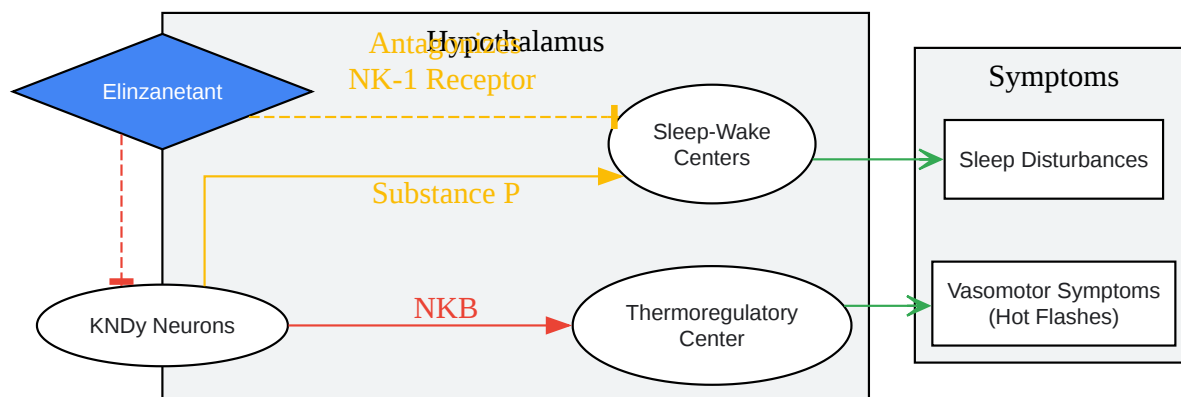 Hypothalamus
Antagonizes
NK-1 Receptor
Elinzanetant
Sleep-Wake
Centers
Symptoms
Sleep Disturbances
Substance P
KNDy Neurons
NKB
Thermoregulatory
Center
Vasomotor Symptoms
(Hot Flashes)